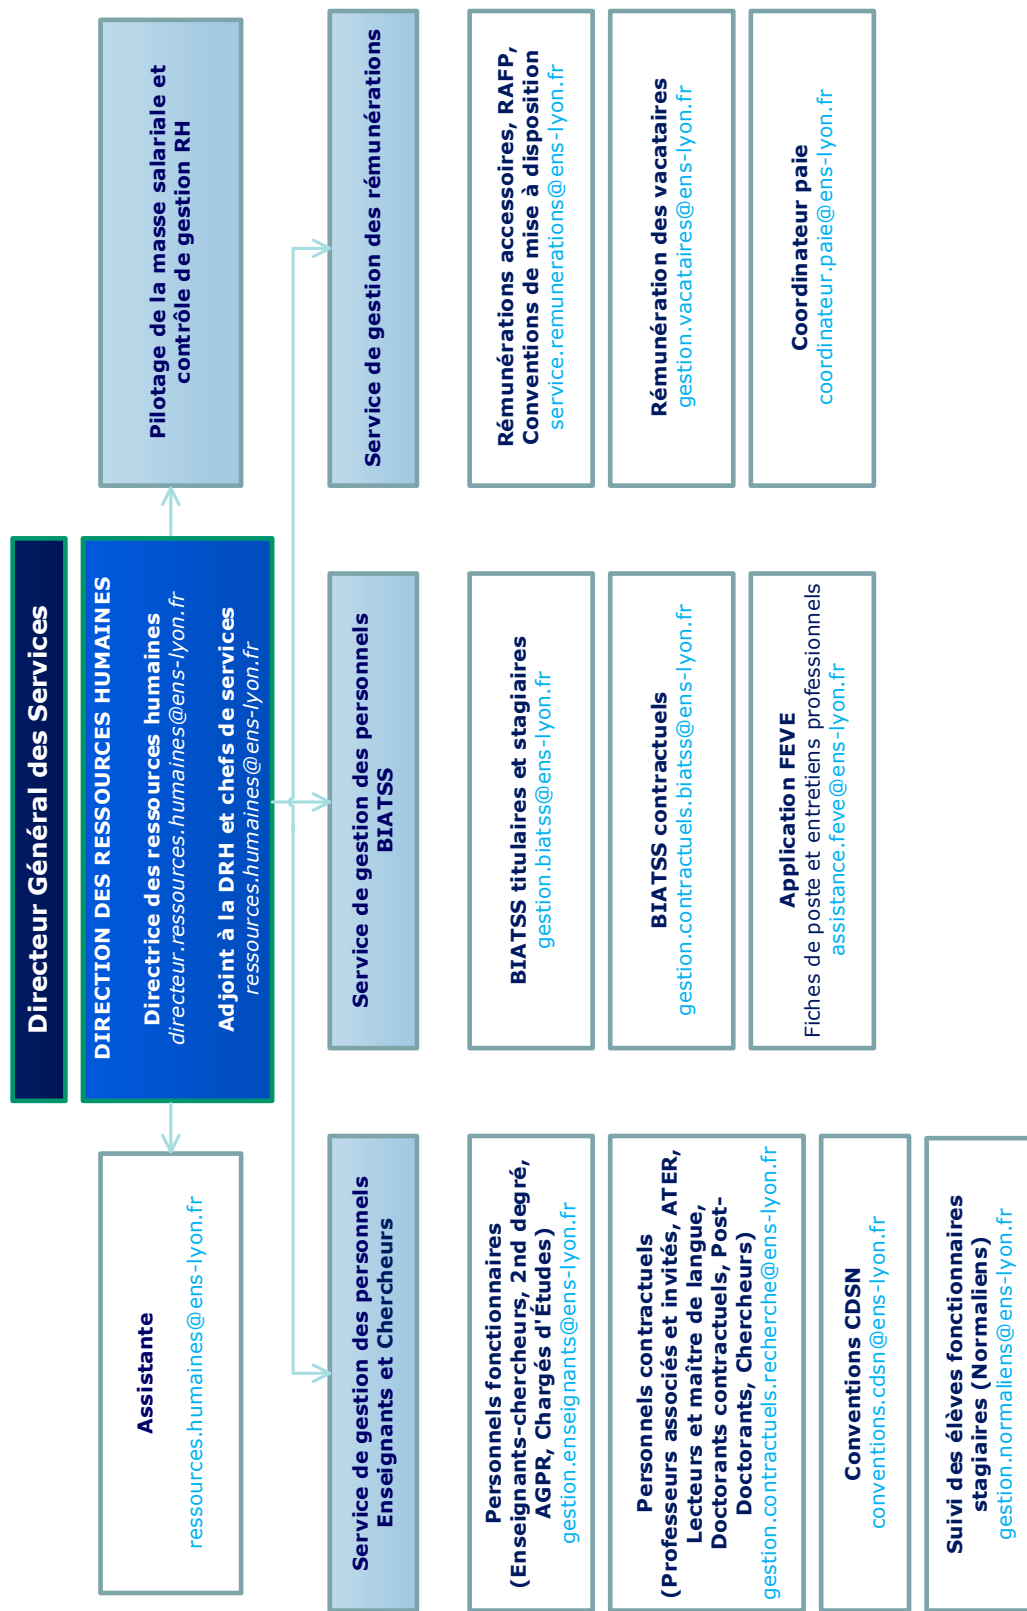 Directeur Général des Services
DIRECTION DES RESSOURCES HUMAINES
Directrice des ressources humaines
directeur.ressources.humaines@ens-lyon.fr
Adjoint à la DRH et chefs de services
ressources.humaines@ens-lyon.fr
Assistante
ressources.humaines@ens-lyon.fr
Pilotage de la masse salariale et
contrôle de gestion RH
Service de gestion des personnels
Enseignants et Chercheurs
Personnels fonctionnaires
(Enseignants-chercheurs, 2nd degré,
AGPR, Chargés d'Études)
gestion.enseignants@ens-lyon.fr
Personnels contractuels
(Professeurs associés et invités, ATER,
Lecteurs et maître de langue,
Doctorants contractuels, Post-
Doctorants, Chercheurs)
gestion.contractuels.recherche@ens-lyon.fr
Conventions CDSN
conventions.cdsn@ens-lyon.fr
Suivi des élèves fonctionnaires
stagiaires (Normaliens)
gestion.normaliens@ens-lyon.fr
Service de gestion des personnels
BIATSS
BIATSS titulaires et stagiaires
gestion.biatss@ens-lyon.fr
BIATSS contractuels
gestion.contractuels.biatss@ens-lyon.fr
Application FEVE
Fiches de poste et entretiens professionnels
assistance.feve@ens-lyon.fr
Service de gestion des rémunérations
Rémunérations accessoires, RAFP,
Conventions de mise à disposition
service.remunerations@ens-lyon.fr
Rémunération des vacataires
gestion.vacataires@ens-lyon.fr
Coordinateur paie
coordinateur.paie@ens-lyon.fr